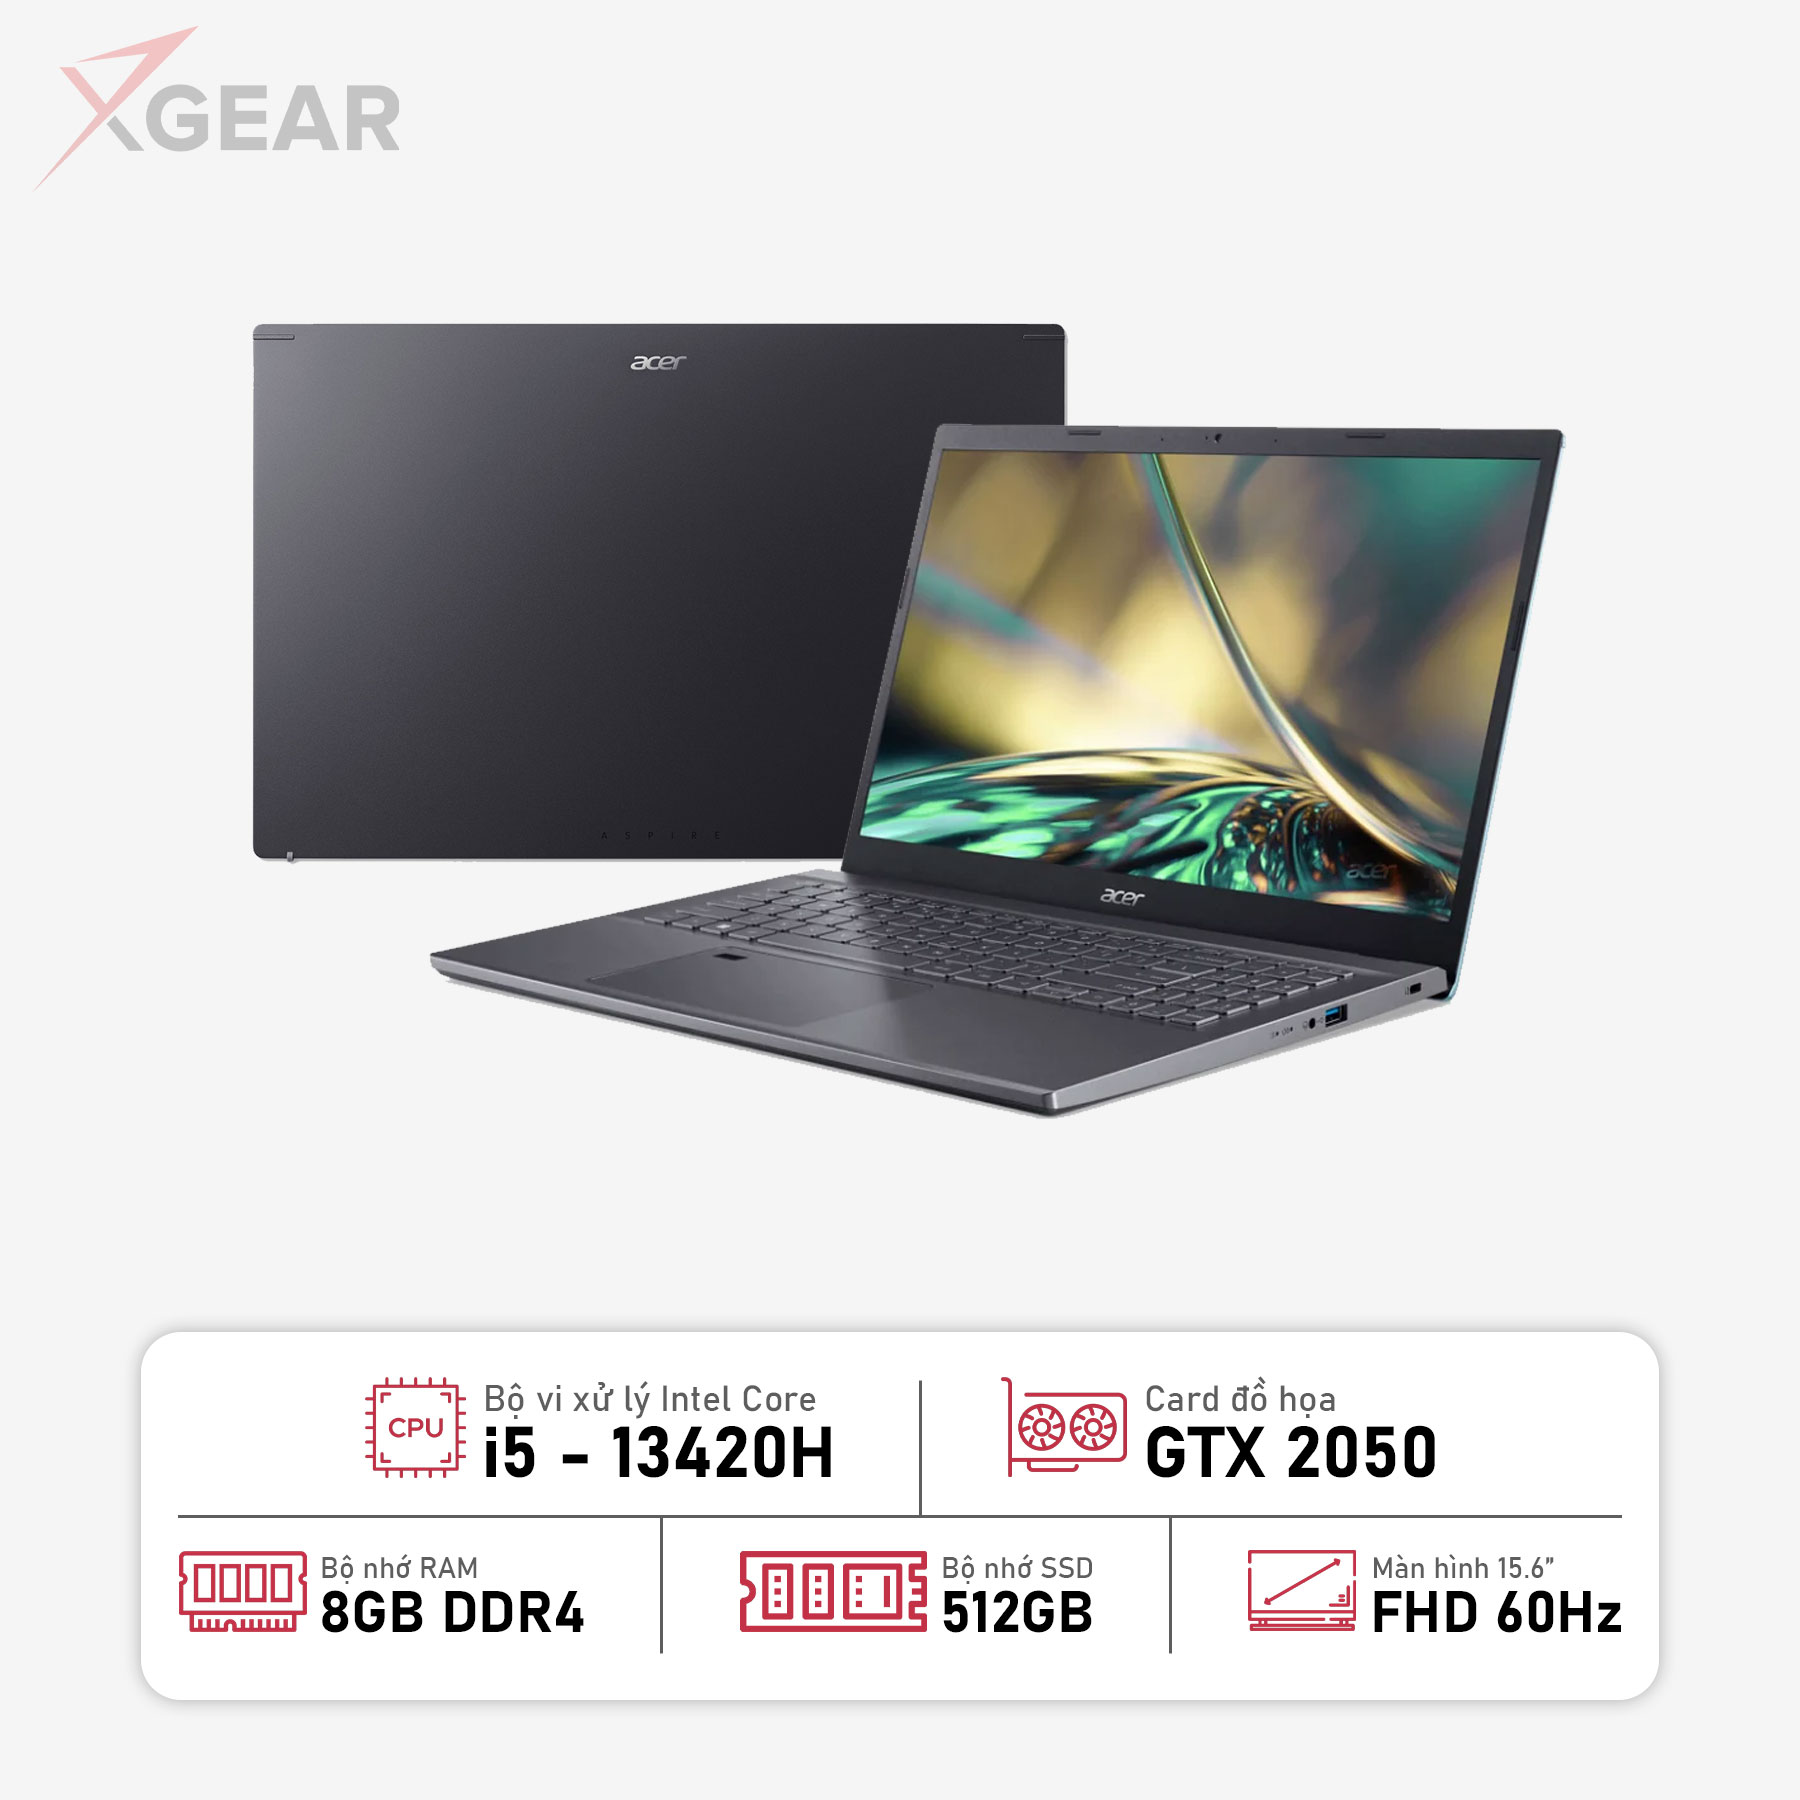 XGEAR
acer
ASPIRE
acer
acer
Bộ vi xử lý Intel Core
CPU
i5 - 13420H
Card đồ họa
GTX 2050
Bộ nhớ RAM
8GB DDR4
Bộ nhớ SSD
512GB
Màn hình 15.6”
FHD 60Hz